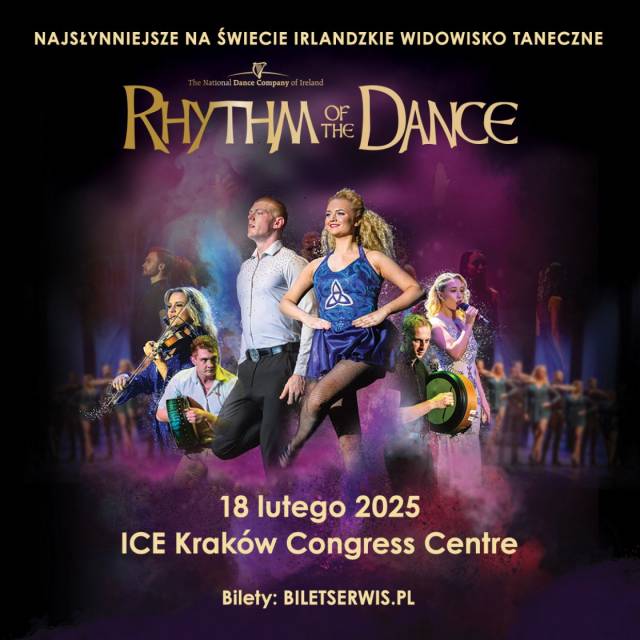 NAJSŁYNNIEJSZE NA ŚWIECIE IRLANDZKIE WIDOWISKO TANECZNE
The National Dance Company of Ireland
RHYTHM OF THE DANCE
18 lutego 2025
ICE Kraków Congress Centre
Bilety: BILETSERWIS.PL